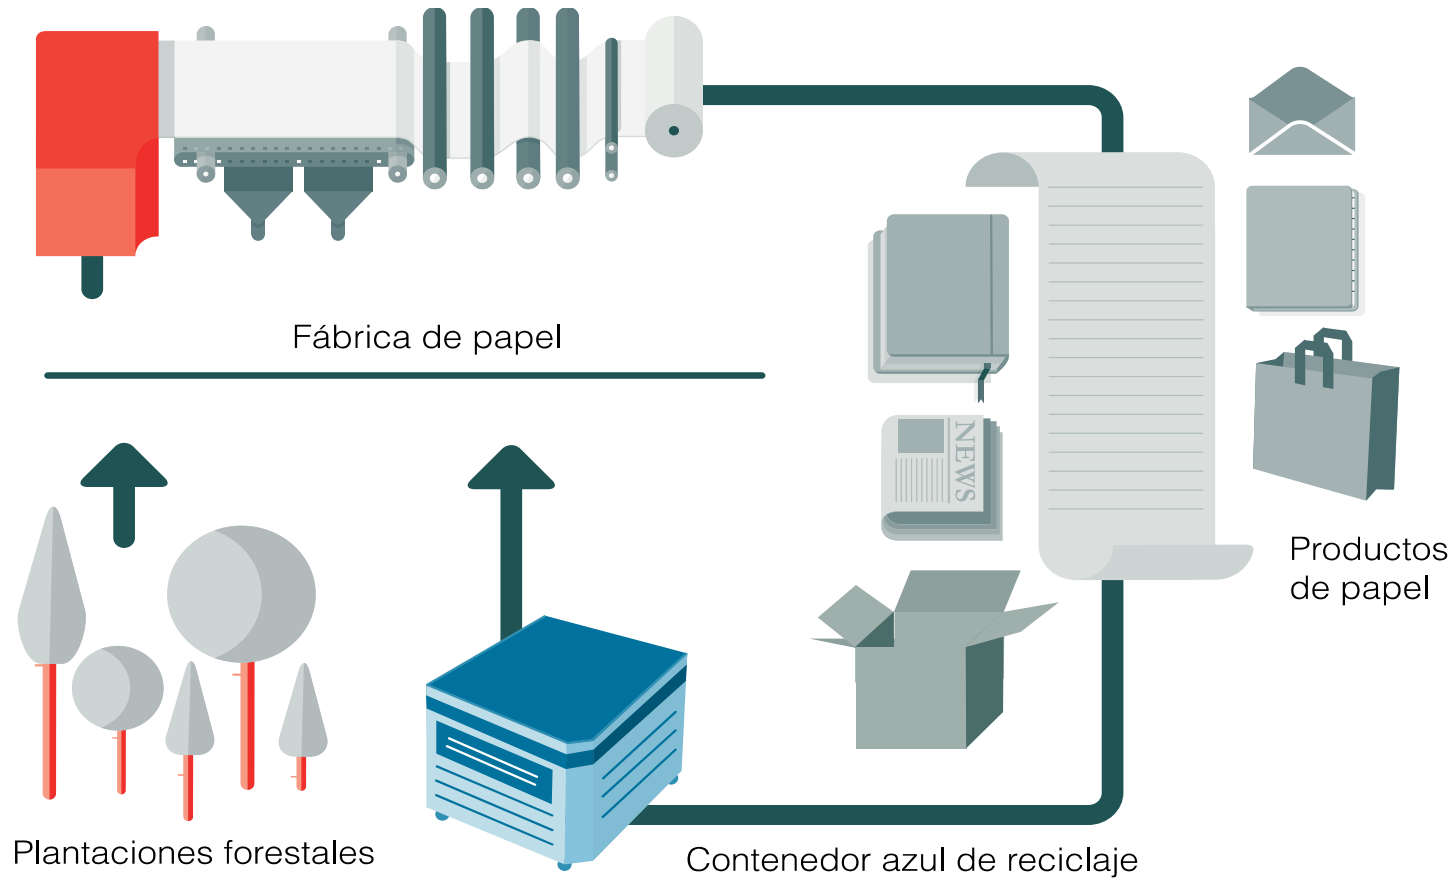 Fábrica de papel
NEWS
Productos
de papel
Plantaciones forestales
Contenedor azul de reciclaje